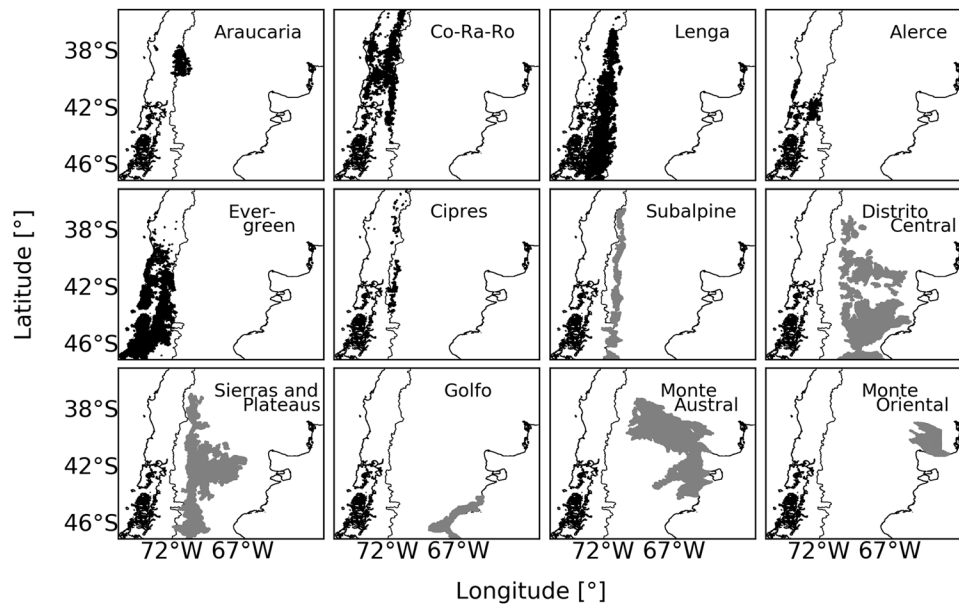 Araucaria
Co-Ra-Ro
Lenga
Alerce
38°S
42°S
46°S
Ever-
green
Cipres
Subalpine
Distrito
Central
38°S
42°S
46°S
Sierras and
Plateaus
Golfo
Monte
Austral
Monte
Oriental
38°S
42°S
46°S
72°W 67°W
72°W 67°W
72°W 67°W
72°W 67°W
Latitude [°]
Longitude [°]